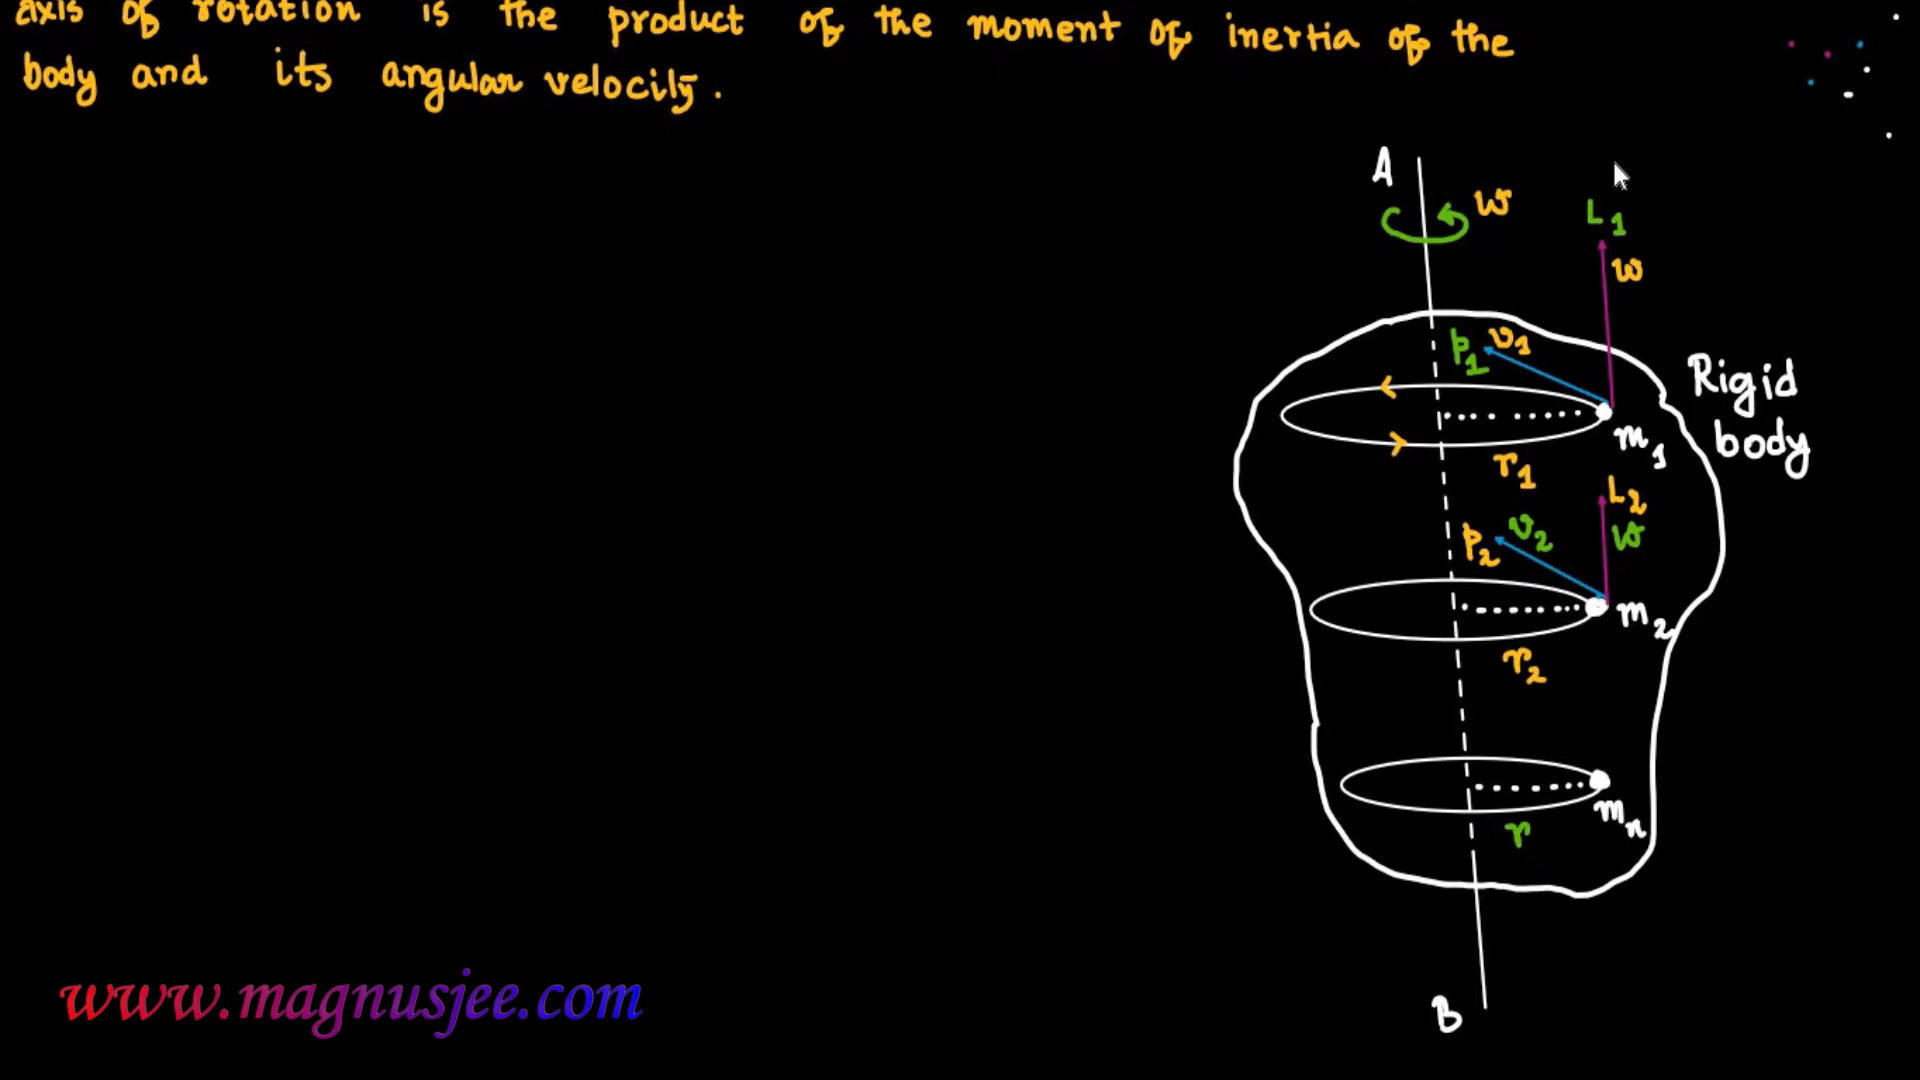 axis of rotation is the product of the moment of inertia of the
body and its angular velocity.
A
w
L1
w
p1 v1
Rigid
body
m1
r1
L2
p2 v2 w
m2
r2
mn
r
www.magnusjee.com
B